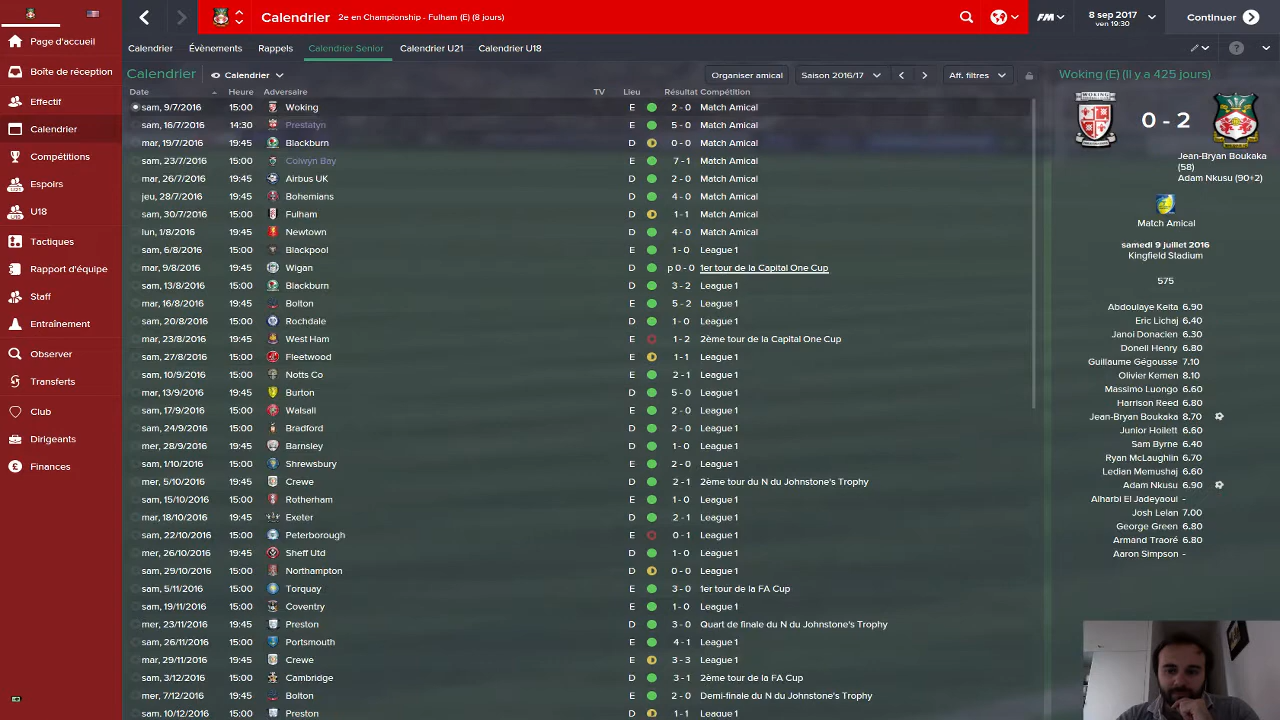 Calendrier 2e en Championship - Fulham (E) (8 jours)
FM
8 sep 2017
ven 19:30
Continuer
Page d'accueil
Boîte de réception
Effectif
Calendrier
Compétitions
Espoirs
U18
Tactiques
Rapport d'équipe
Staff
Entraînement
Observer
Transferts
Club
Dirigeants
Finances
Calendrier Évènements Rappels Calendrier Senior Calendrier U21 Calendrier U18
Calendrier Calendrier Organiser amical Saison 2016/17 Aff. filtres
Date Heure Adversaire TV Lieu Résultat Compétition
sam, 9/7/2016 15:00 Woking E 2 - 0 Match Amical
sam, 16/7/2016 14:30 Prestatyn E 5 - 0 Match Amical
mar, 19/7/2016 19:45 Blackburn D 0 - 0 Match Amical
sam, 23/7/2016 15:00 Colwyn Bay E 7 - 1 Match Amical
mar, 26/7/2016 19:45 Airbus UK D 2 - 0 Match Amical
jeu, 28/7/2016 19:45 Bohemians D 4 - 0 Match Amical
sam, 30/7/2016 15:00 Fulham D 1 - 1 Match Amical
lun, 1/8/2016 19:45 Newtown D 4 - 0 Match Amical
sam, 6/8/2016 15:00 Blackpool E 1 - 0 League 1
mar, 9/8/2016 19:45 Wigan D p 0 - 0 1er tour de la Capital One Cup
sam, 13/8/2016 15:00 Blackburn D 3 - 2 League 1
mar, 16/8/2016 19:45 Bolton E 5 - 2 League 1
sam, 20/8/2016 15:00 Rochdale D 1 - 0 League 1
mar, 23/8/2016 19:45 West Ham E 1 - 2 2ème tour de la Capital One Cup
sam, 27/8/2016 15:00 Fleetwood E 1 - 1 League 1
sam, 10/9/2016 15:00 Notts Co E 2 - 1 League 1
mar, 13/9/2016 19:45 Burton D 5 - 0 League 1
sam, 17/9/2016 15:00 Walsall E 2 - 0 League 1
sam, 24/9/2016 15:00 Bradford D 2 - 0 League 1
mer, 28/9/2016 19:45 Barnsley D 1 - 0 League 1
sam, 1/10/2016 15:00 Shrewsbury E 2 - 0 League 1
mer, 5/10/2016 19:45 Crewe D 2 - 1 2ème tour du N du Johnstone's Trophy
sam, 15/10/2016 15:00 Rotherham E 1 - 0 League 1
mar, 18/10/2016 19:45 Exeter D 2 - 1 League 1
sam, 22/10/2016 15:00 Peterborough E 0 - 1 League 1
mer, 26/10/2016 19:45 Sheff Utd D 1 - 0 League 1
sam, 29/10/2016 15:00 Northampton D 0 - 0 League 1
sam, 5/11/2016 15:00 Torquay E 3 - 0 1er tour de la FA Cup
sam, 19/11/2016 15:00 Coventry E 1 - 0 League 1
mer, 23/11/2016 19:45 Preston D 3 - 0 Quart de finale du N du Johnstone's Trophy
sam, 26/11/2016 15:00 Portsmouth E 4 - 1 League 1
mar, 29/11/2016 19:45 Crewe E 3 - 3 League 1
sam, 3/12/2016 15:00 Cambridge D 3 - 1 2ème tour de la FA Cup
mer, 7/12/2016 19:45 Bolton E 2 - 0 Demi-finale du N du Johnstone's Trophy
sam, 10/12/2016 15:00 Preston D 1 - 1 League 1
Woking (E) (Il y a 425 jours)
0 - 2
Jean-Bryan Boukaka
(58)
Adam Nkusu (90+2)
Match Amical
samedi 9 juillet 2016
Kingfield Stadium
575
Abdoulaye Keita 6.90
Eric Lichaj 6.40
Janoi Donacien 6.30
Doneil Henry 6.80
Guillaume Gégousse 7.10
Olivier Kemen 8.10
Massimo Luongo 6.60
Harrison Reed 6.80
Jean-Bryan Boukaka 8.70
Junior Hoilett 6.60
Sam Byrne 6.40
Ryan McLaughlin 6.70
Ledian Memushaj 6.60
Adam Nkusu 6.90
Alharbi El Jadeyaoui -
Josh Lelan 7.00
George Green 6.80
Armand Traoré 6.80
Aaron Simpson -